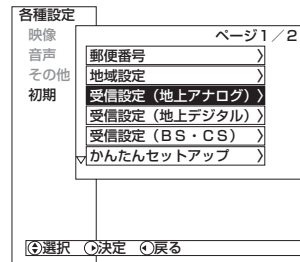 各種設定
映像
音声
その他
初期
ページ1／2
郵便番号
地域設定
受信設定（地上アナログ）
受信設定（地上デジタル）
受信設定（ＢＳ・ＣＳ）
かんたんセットアップ
選択 決定 戻る